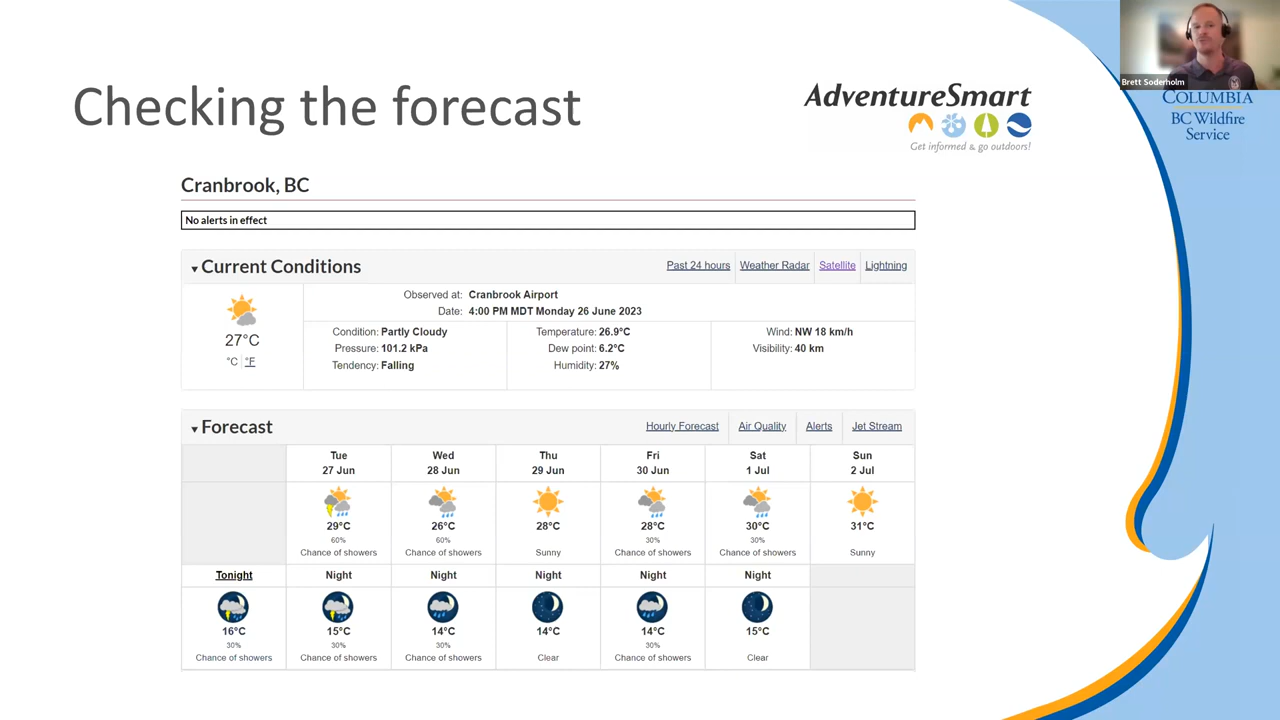 Checking the forecast
AdventureSmart
Get informed & go outdoors!
Brett Soderholm
COLUMBIA
BC Wildfire
Service
Cranbrook, BC
No alerts in effect
Current Conditions
Past 24 hours Weather Radar Satellite Lightning
27°C
°C °F
Observed at: Cranbrook Airport
Date: 4:00 PM MDT Monday 26 June 2023
Condition: Partly Cloudy Temperature: 26.9°C Wind: NW 18 km/h
Pressure: 101.2 kPa Dew point: 6.2°C Visibility: 40 km
Tendency: Falling Humidity: 27%
Forecast
Hourly Forecast Air Quality Alerts Jet Stream
Tue Wed Thu Fri Sat Sun
27 Jun 28 Jun 29 Jun 30 Jun 1 Jul 2 Jul
29°C 26°C 28°C 28°C 30°C 31°C
60% 60% 30% 30%
Chance of showers Chance of showers Sunny Chance of showers Chance of showers Sunny
Tonight Night Night Night Night Night
16°C 15°C 14°C 14°C 14°C 15°C
30% 30% 30% 30%
Chance of showers Chance of showers Chance of showers Clear Chance of showers Clear